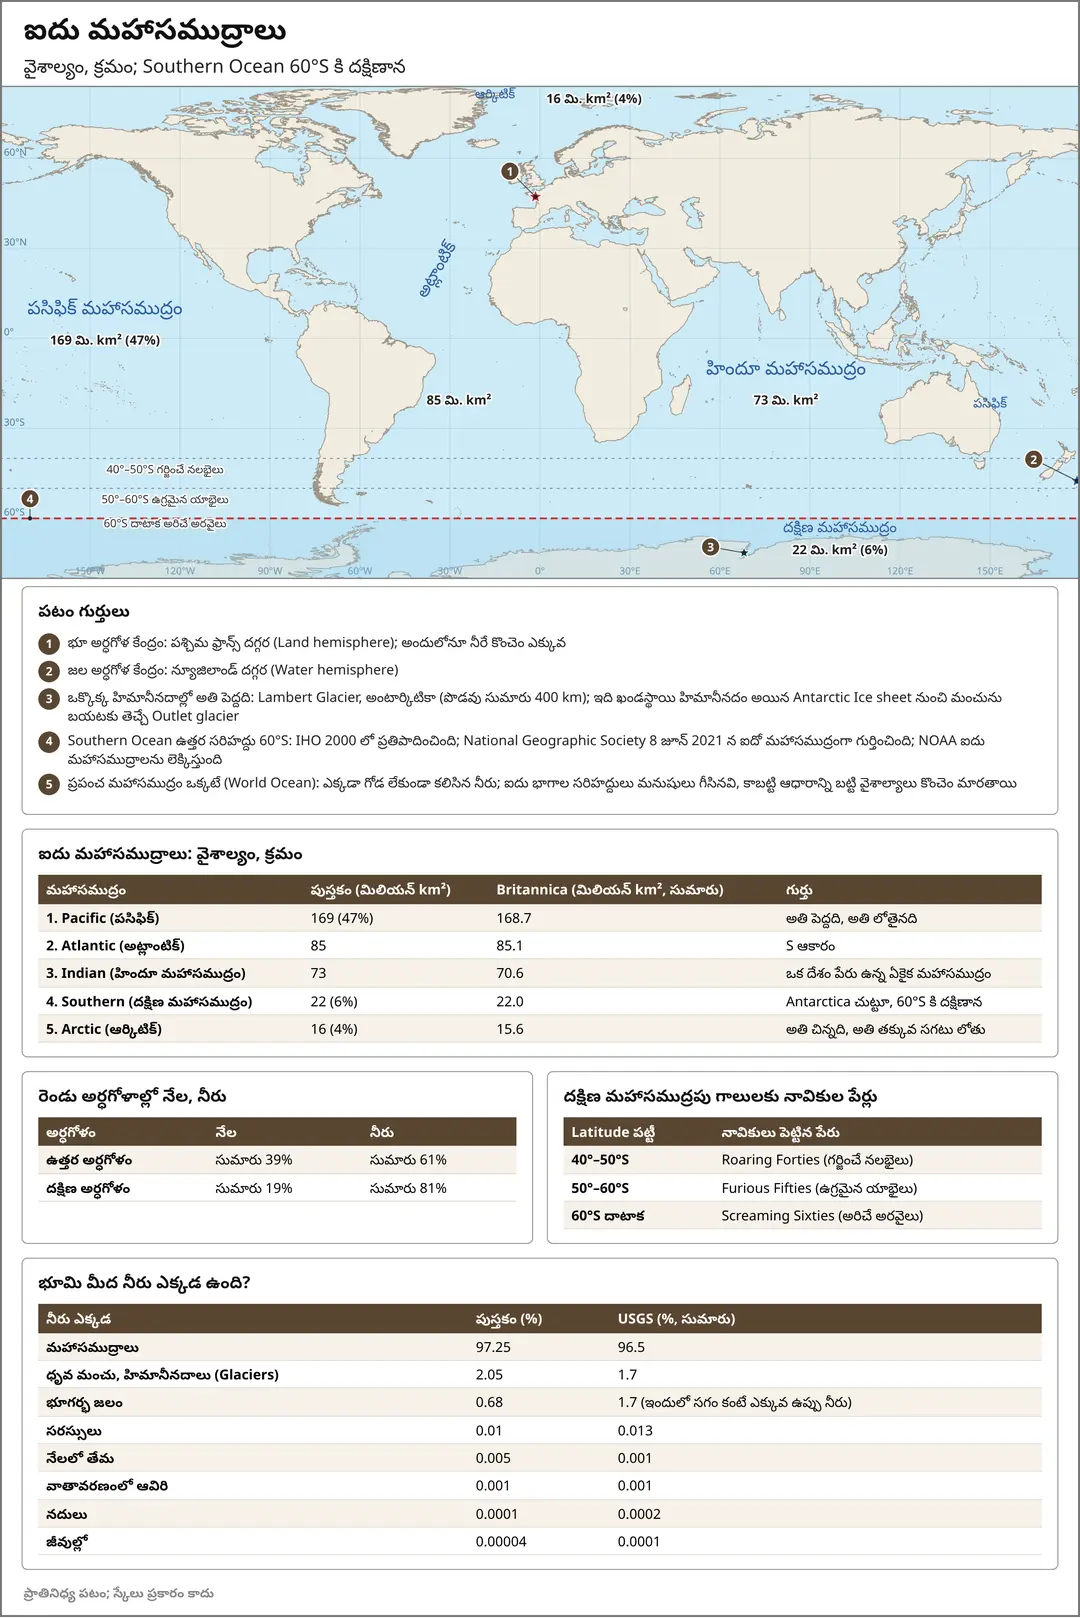 ఐదు మహాసముద్రాలు
వైశాల్యం, క్రమం; Southern Ocean 60°S కి దక్షిణాన
ఆర్కిటిక్
16 మి. km² (4%)
60°N
1
30°N
అట్లాంటిక్
పసిఫిక్ మహాసముద్రం
0°
169 మి. km² (47%)
హిందూ మహాసముద్రం
85 మి. km²
73 మి. km²
పసిఫిక్
30°S
2
40°–50°S గర్జించే నలభైలు
4
50°–60°S ఉగ్రమైన యాభైలు
60°S
60°S దాటాక అరిచే అరవైలు
దక్షిణ మహాసముద్రం
3
22 మి. km² (6%)
150°W 120°W 90°W 60°W 30°W 0° 30°E 60°E 90°E 120°E 150°E
పటం గుర్తులు
1 భూ అర్ధగోళ కేంద్రం: పశ్చిమ ఫ్రాన్స్ దగ్గర (Land hemisphere); అందులోనూ నీరే కొంచెం ఎక్కువ
2 జల అర్ధగోళ కేంద్రం: న్యూజిలాండ్ దగ్గర (Water hemisphere)
3 ఒక్కొక్క హిమానీనదాల్లో అతి పెద్దది: Lambert Glacier, అంటార్కిటికా (పొడవు సుమారు 400 km); ఇది ఖండస్థాయి హిమానీనదం అయిన Antarctic Ice sheet నుంచి మంచును
బయటకు తెచ్చే Outlet glacier
4 Southern Ocean ఉత్తర సరిహద్దు 60°S: IHO 2000 లో ప్రతిపాదించింది; National Geographic Society 8 జూన్ 2021 న ఐదో మహాసముద్రంగా గుర్తించింది; NOAA ఐదు
మహాసముద్రాలను లెక్కిస్తుంది
5 ప్రపంచ మహాసముద్రం ఒక్కటే (World Ocean): ఎక్కడా గోడ లేకుండా కలిసిన నీరు; ఐదు భాగాల సరిహద్దులు మనుషులు గీసినవి, కాబట్టి ఆధారాన్ని బట్టి వైశాల్యాలు కొంచెం మారతాయి
ఐదు మహాసముద్రాలు: వైశాల్యం, క్రమం
మహాసముద్రం పుస్తకం (మిలియన్ km²) Britannica (మిలియన్ km², సుమారు) గుర్తు
1. Pacific (పసిఫిక్) 169 (47%) 168.7 అతి పెద్దది, అతి లోతైనది
2. Atlantic (అట్లాంటిక్) 85 85.1 S ఆకారం
3. Indian (హిందూ మహాసముద్రం) 73 70.6 ఒక దేశం పేరు ఉన్న ఏకైక మహాసముద్రం
4. Southern (దక్షిణ మహాసముద్రం) 22 (6%) 22.0 Antarctica చుట్టూ, 60°S కి దక్షిణాన
5. Arctic (ఆర్కిటిక్) 16 (4%) 15.6 అతి చిన్నది, అతి తక్కువ సగటు లోతు
రెండు అర్ధగోళాల్లో నేల, నీరు
అర్ధగోళం నేల నీరు
ఉత్తర అర్ధగోళం సుమారు 39% సుమారు 61%
దక్షిణ అర్ధగోళం సుమారు 19% సుమారు 81%
దక్షిణ మహాసముద్రపు గాలులకు నావికుల పేర్లు
Latitude పట్టీ నావికులు పెట్టిన పేరు
40°–50°S Roaring Forties (గర్జించే నలభైలు)
50°–60°S Furious Fifties (ఉగ్రమైన యాభైలు)
60°S దాటాక Screaming Sixties (అరిచే అరవైలు)
భూమి మీద నీరు ఎక్కడ ఉంది?
నీరు ఎక్కడ పుస్తకం (%) USGS (%, సుమారు)
మహాసముద్రాలు 97.25 96.5
ధృవ మంచు, హిమానీనదాలు (Glaciers) 2.05 1.7
భూగర్భ జలం 0.68 1.7 (ఇందులో సగం కంటే ఎక్కువ ఉప్పు నీరు)
సరస్సులు 0.01 0.013
నేలలో తేమ 0.005 0.001
వాతావరణంలో ఆవిరి 0.001 0.001
నదులు 0.0001 0.0002
జీవుల్లో 0.00004 0.0001
ప్రాతినిధ్య పటం; స్కేలు ప్రకారం కాదు